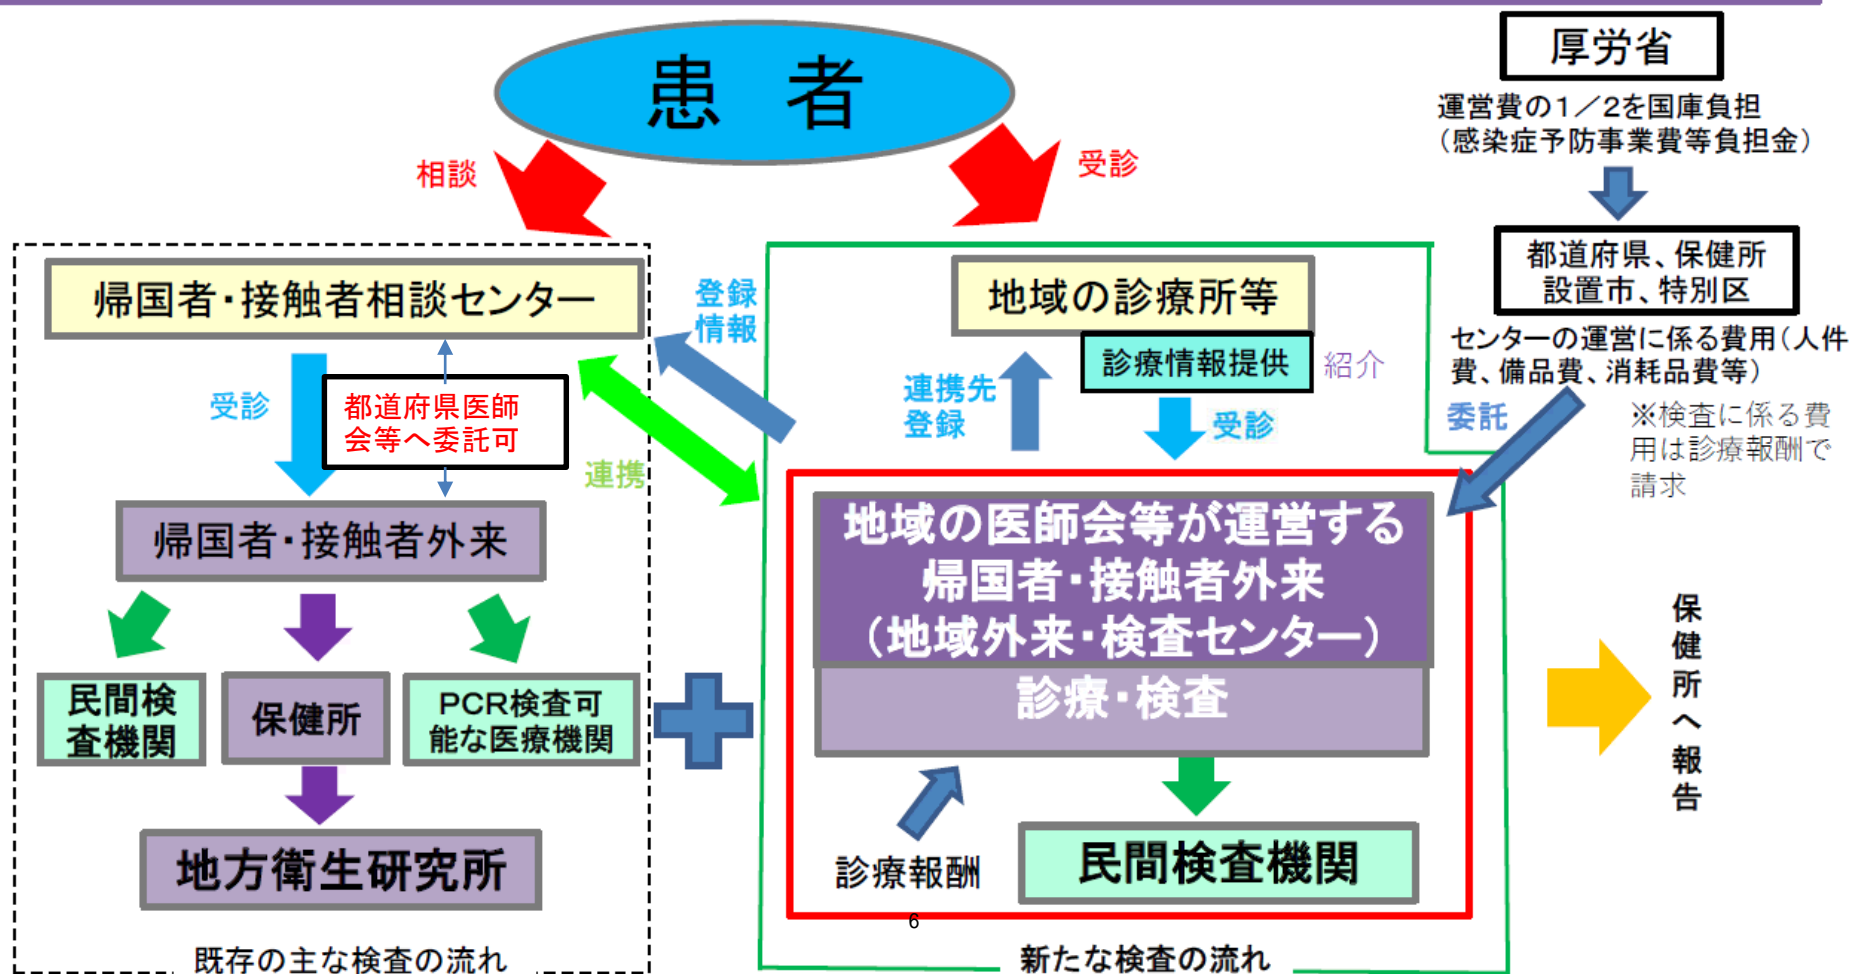 患　者
厚労省
運営費の１／２を国庫負担
（感染症予防事業費等負担金）
相談
受診
都道府県、保健所
設置市、特別区
帰国者・接触者相談センター
登録
情報
地域の診療所等
センターの運営に係る費用（人件
費、備品費、消耗品費等）
診療情報提供
紹介
受診
都道府県医師
会等へ委託可
連携先
登録
受診
委託
※検査に係る費
用は診療報酬で
請求
連携
帰国者・接触者外来
地域の医師会等が運営する
帰国者・接触者外来
（地域外来・検査センター）
診療・検査
民間検
査機関
保健所
PCR検査可
能な医療機関
保健所へ報告
地方衛生研究所
診療報酬
民間検査機関
6
既存の主な検査の流れ
新たな検査の流れ